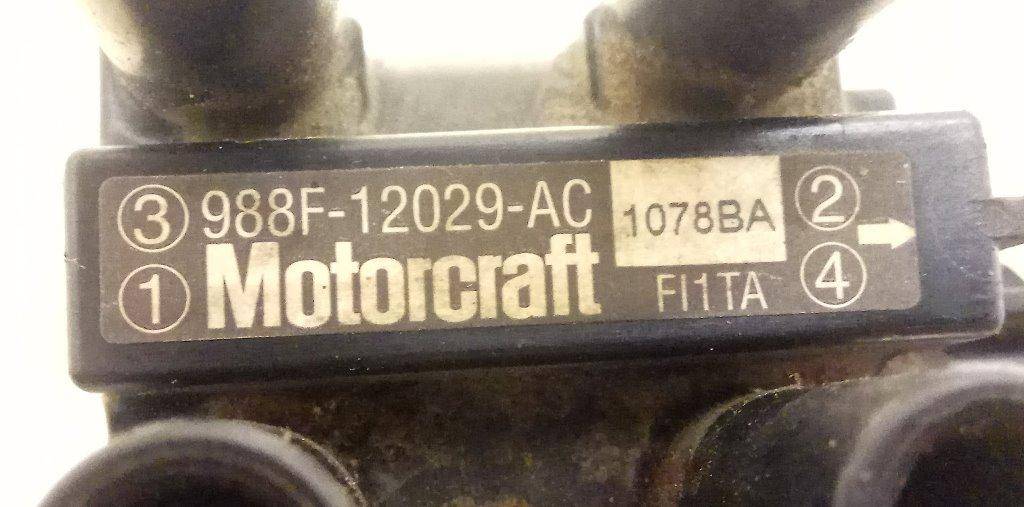 ③ 988F-12029-AC 1078BA ②
① Motorcraft FI1TA ④